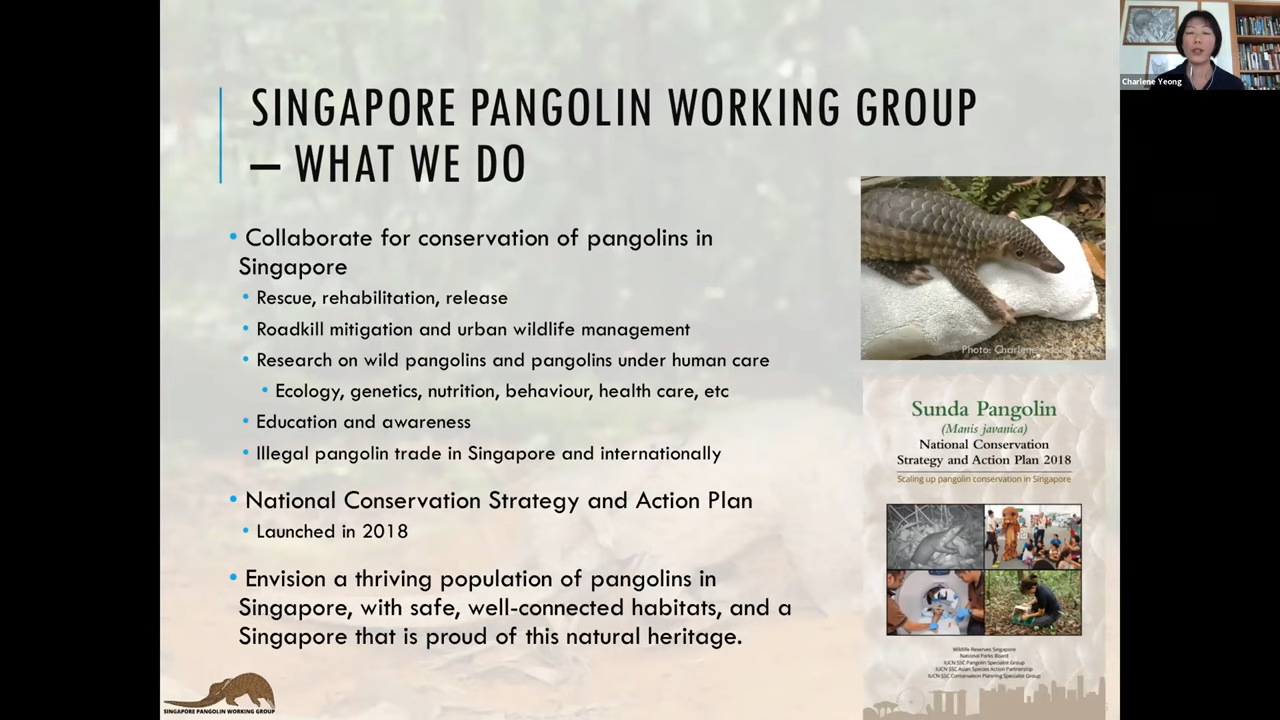 Charlene Yeong
SINGAPORE PANGOLIN WORKING GROUP
– WHAT WE DO
• Collaborate for conservation of pangolins in
Singapore
• Rescue, rehabilitation, release
• Roadkill mitigation and urban wildlife management
• Research on wild pangolins and pangolins under human care
• Ecology, genetics, nutrition, behaviour, health care, etc
• Education and awareness
• Illegal pangolin trade in Singapore and internationally
• National Conservation Strategy and Action Plan
• Launched in 2018
• Envision a thriving population of pangolins in
Singapore, with safe, well-connected habitats, and a
Singapore that is proud of this natural heritage.
Photo: Charlene
Sunda Pangolin
(Manis javanica)
National Conservation
Strategy and Action Plan 2018
Scaling up pangolin conservation in Singapore
Wildlife Reserves Singapore
National Parks Board
IUCN SSC Pangolin Specialist Group
IUCN SSC Asian Species Action Partnership
IUCN SSC Conservation Planning Specialist Group
SINGAPORE PANGOLIN WORKING GROUP